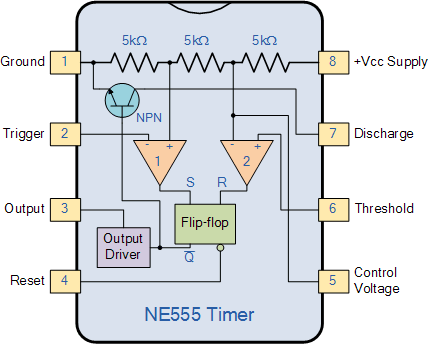 5kΩ 5kΩ 5kΩ
Ground 1 8 +Vcc Supply
NPN
Trigger 2 - + - + 7 Discharge
1 2
S R
Output 3 6 Threshold
Flip-flop
Output
Driver
Q̅
Reset 4 5 Control
Voltage
NE555 Timer